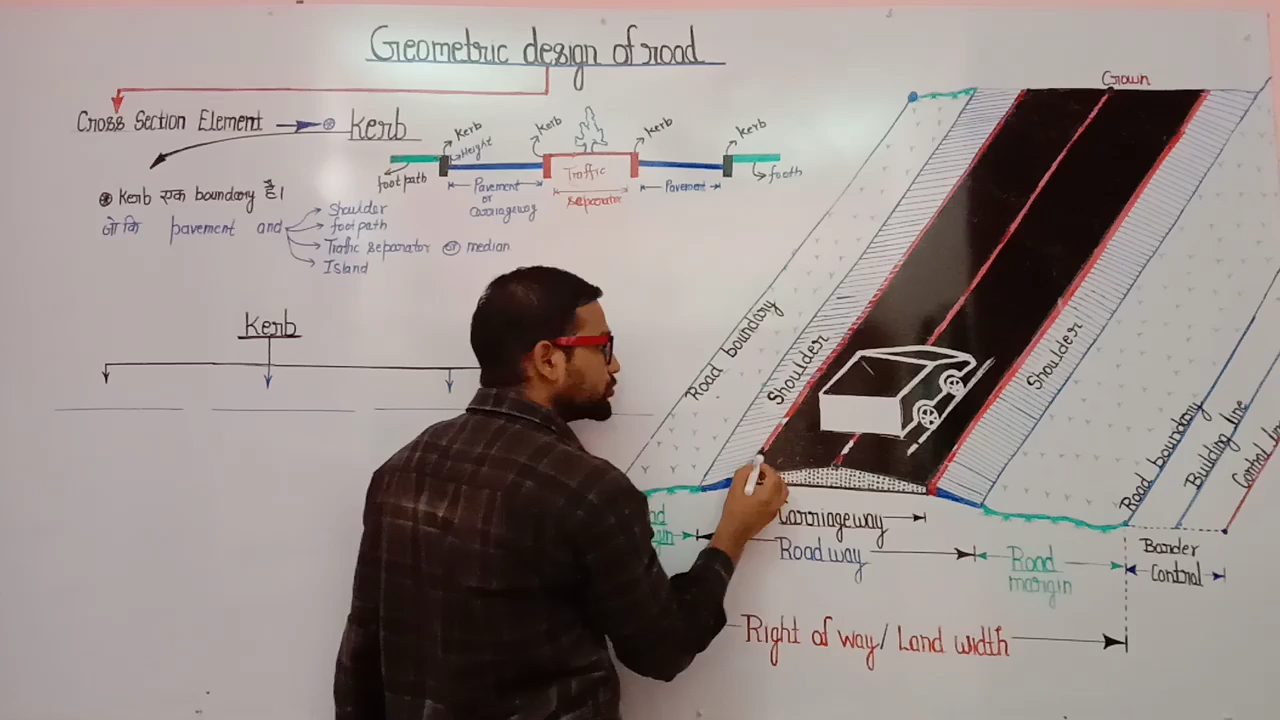 Geometric design of road
Cross Section Element → Kerb
Kerb
Height
Kerb
Kerb
Kerb
foot path
Pavement
or
Carriageway
Traffic
separator
Pavement
footh
Kerb एक boundary है।
जो कि pavement and
Shoulder
foot path
Traffic separator or median
Island
Kerb
Crown
Road boundary
Shoulder
Shoulder
Road boundary
Building line
Carriageway
Roadway
Road
margin
Border
Control
Right of way/ Land width